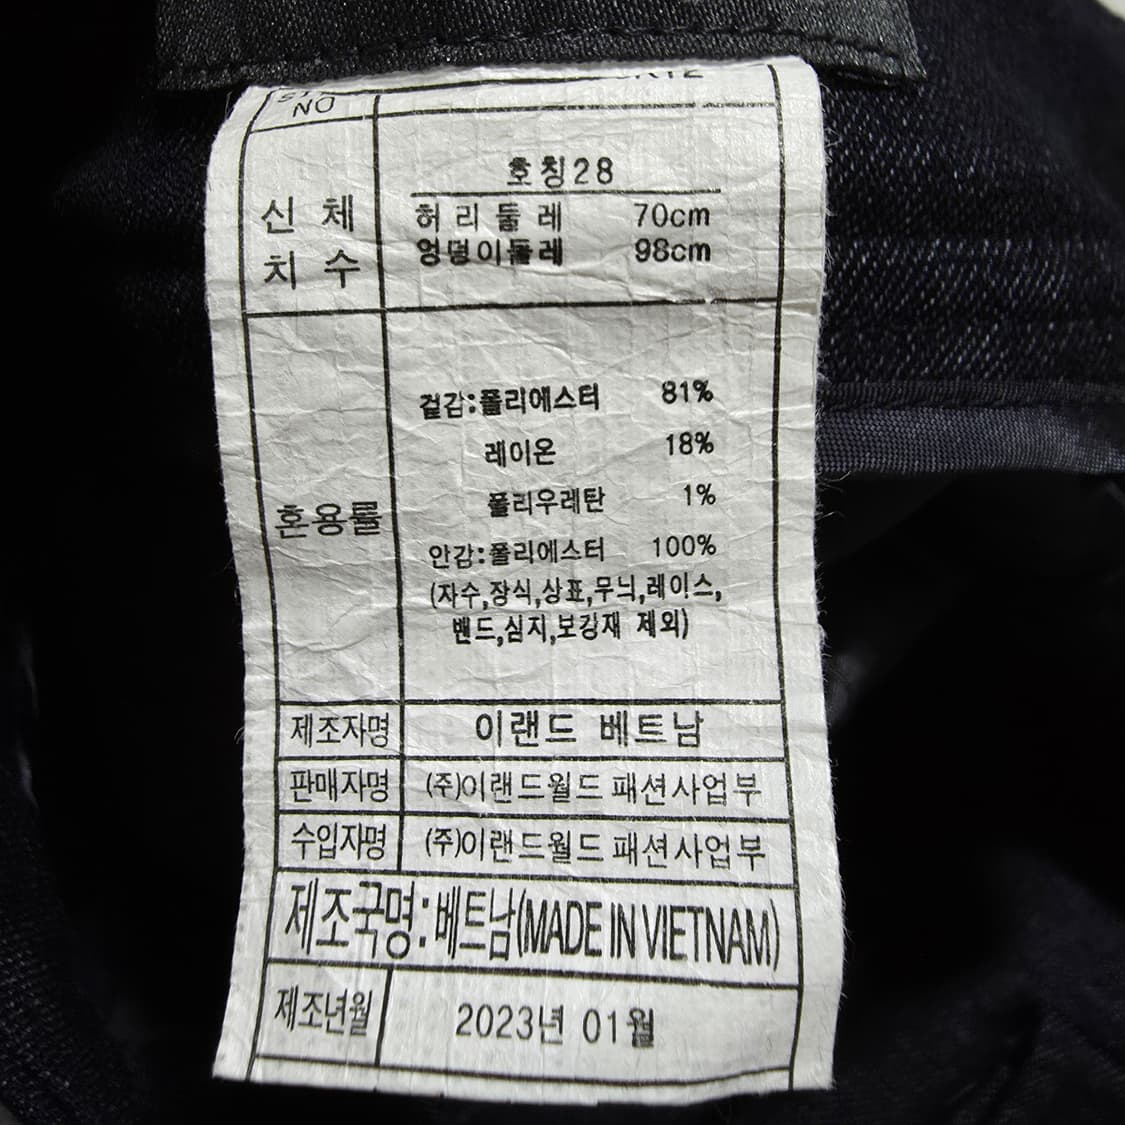 NO
호칭28
신 체
치 수
허리둘레 70cm
엉덩이둘레 98cm
혼용률
겉감:폴리에스터 81%
레이온 18%
폴리우레탄 1%
안감:폴리에스터 100%
(자수,장식,상표,무늬,레이스,
밴드,심지,보강재 제외)
제조자명 이랜드 베트남
판매자명 (주)이랜드월드 패션사업부
수입자명 (주)이랜드월드 패션사업부
제조국명:베트남(MADE IN VIETNAM)
제조년월 2023년 01월